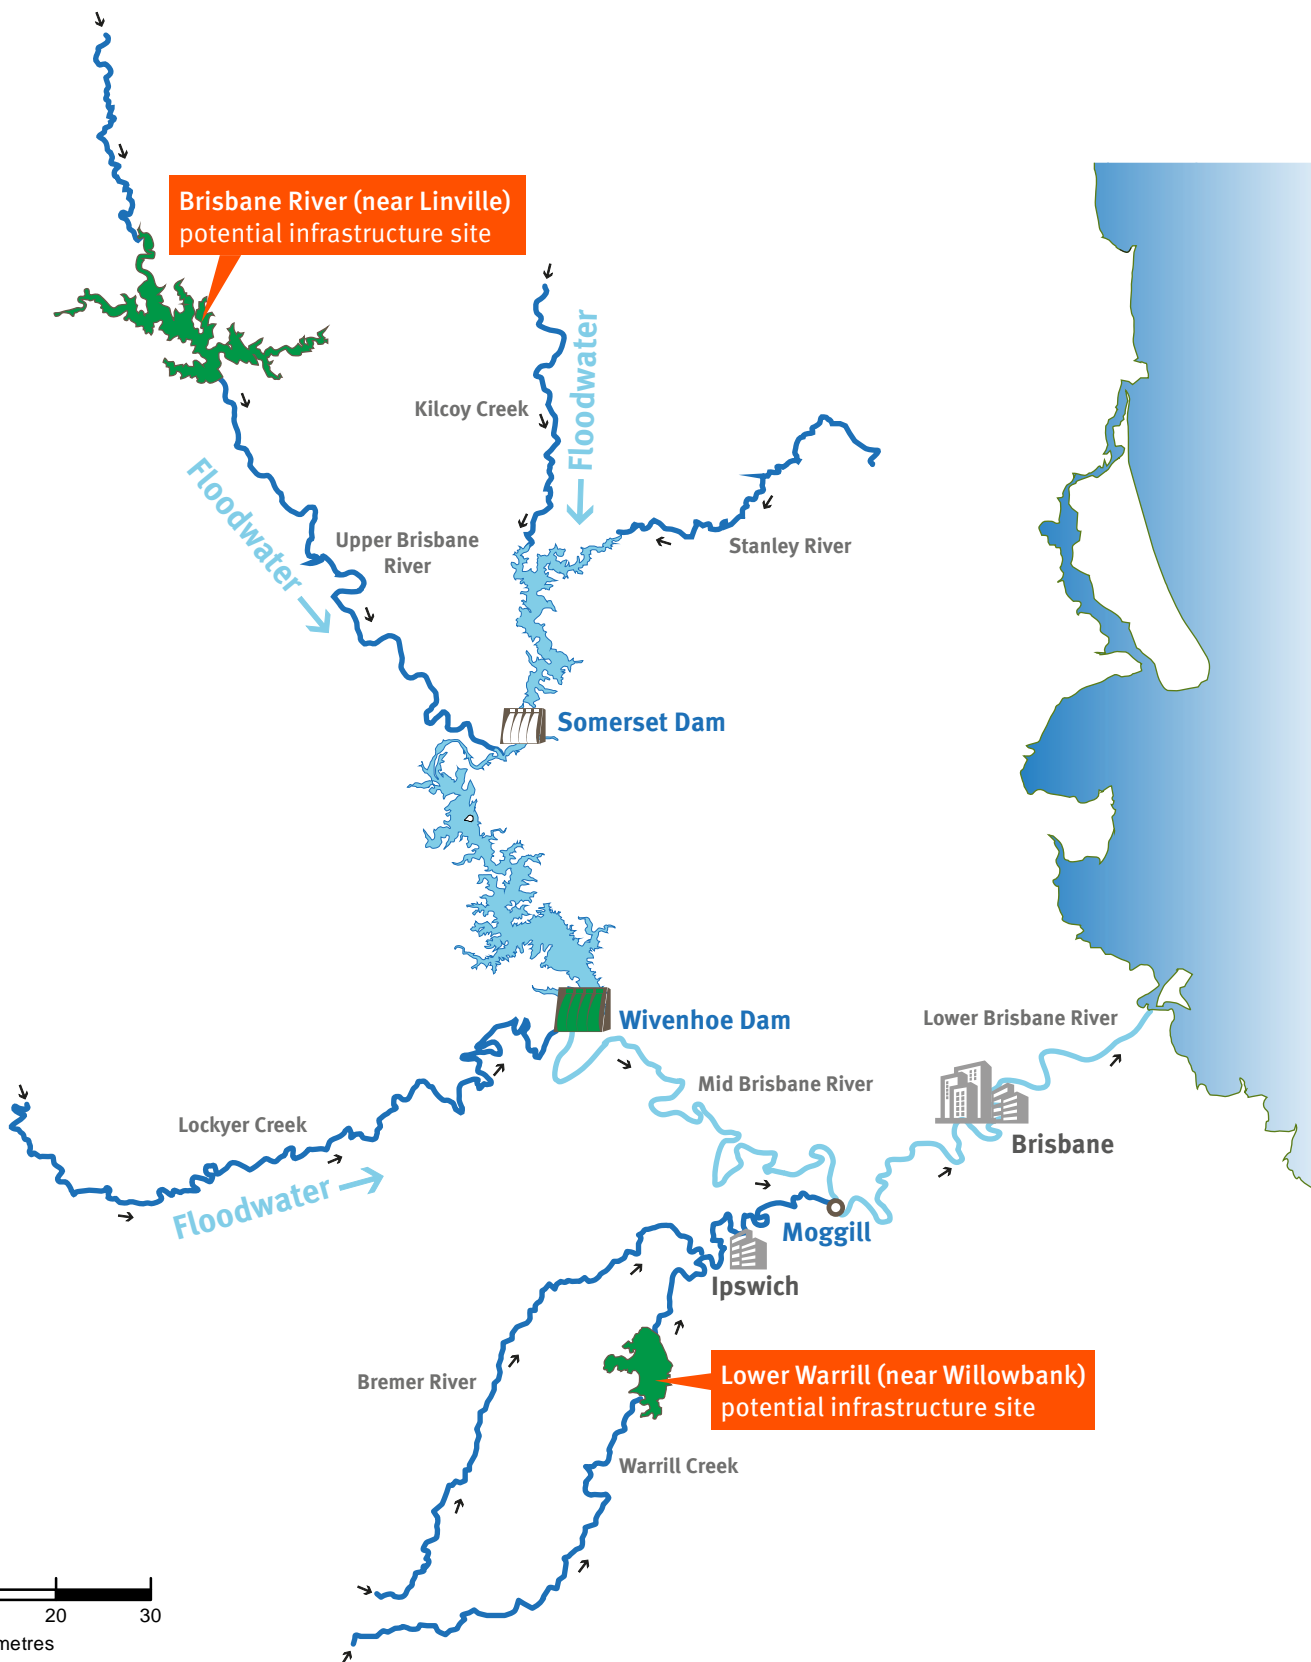 Brisbane River (near Linville)
potential infrastructure site
Floodwater
Kilcoy Creek
Floodwater
Upper Brisbane
River
Stanley River
Somerset Dam
Wivenhoe Dam
Lower Brisbane River
Mid Brisbane River
Lockyer Creek
Brisbane
Floodwater
Moggill
Ipswich
Bremer River
Lower Warrill (near Willowbank)
potential infrastructure site
Warrill Creek
20 30
metres